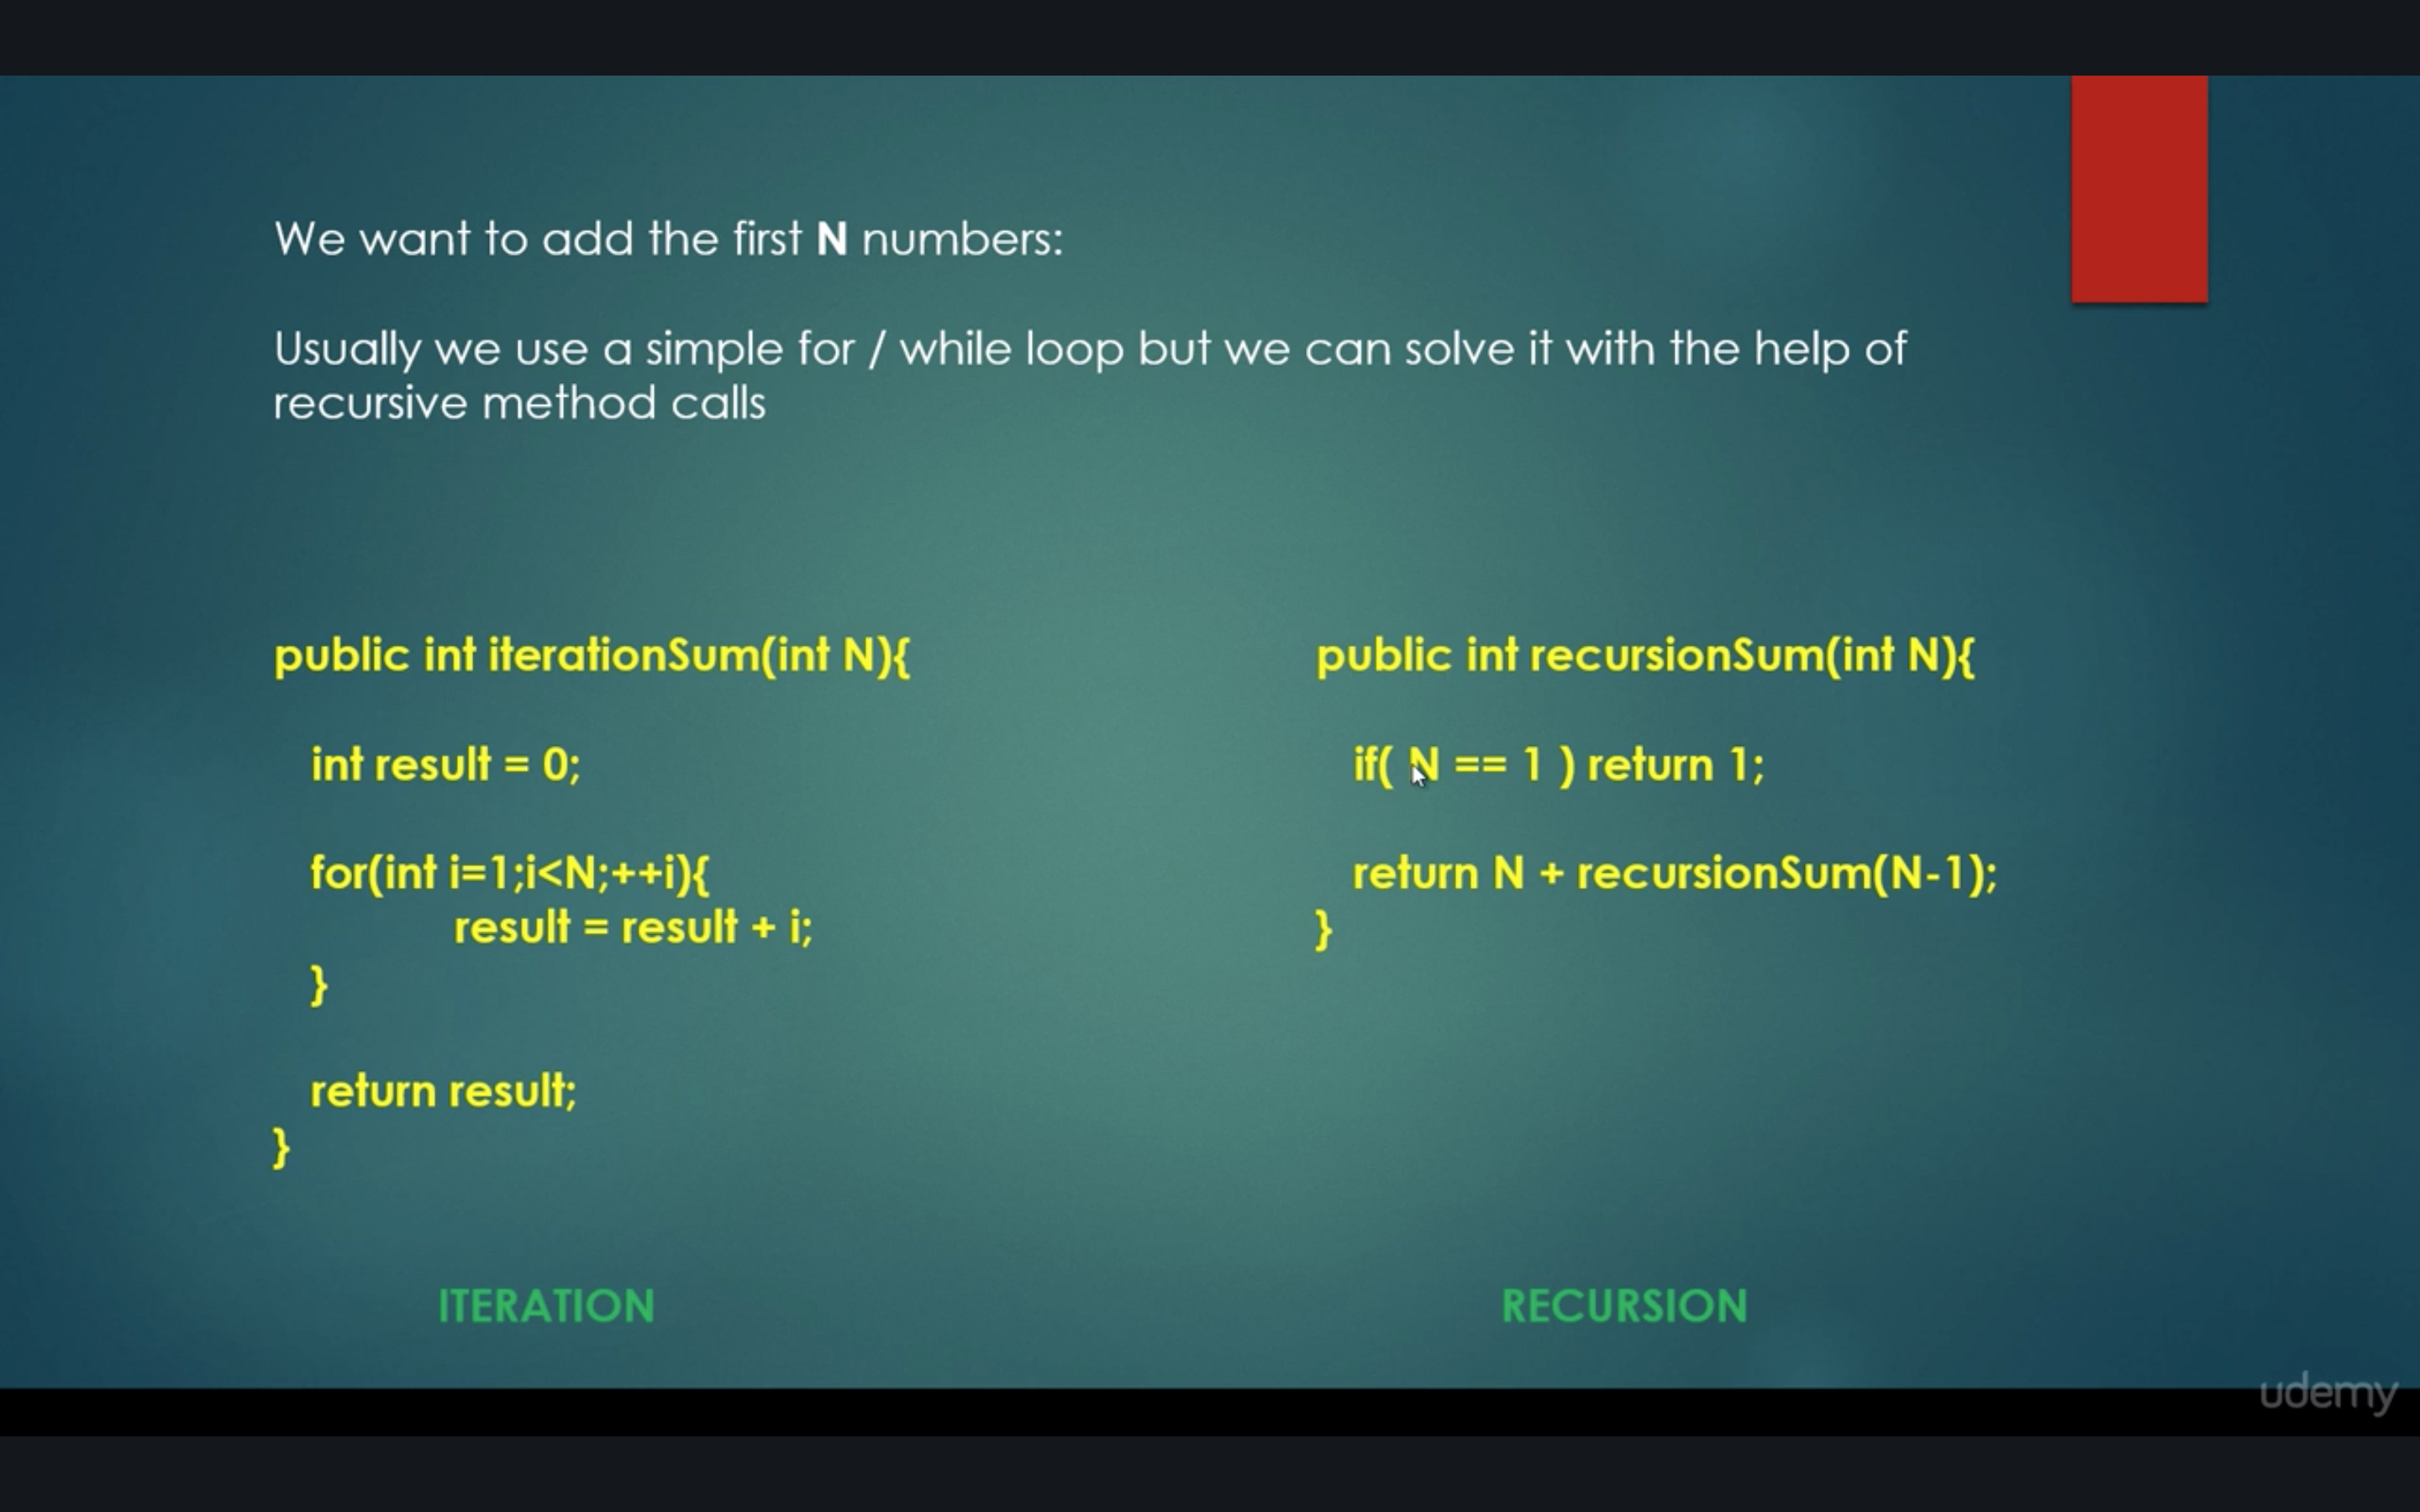 We want to add the first N numbers:
Usually we use a simple for / while loop but we can solve it with the help of
recursive method calls
public int iterationSum(int N){
int result = 0;
for(int i=1;i<N;++i){
result = result + i;
}
return result;
}
ITERATION
public int recursionSum(int N){
if( N == 1 ) return 1;
return N + recursionSum(N-1);
}
RECURSION
udemy